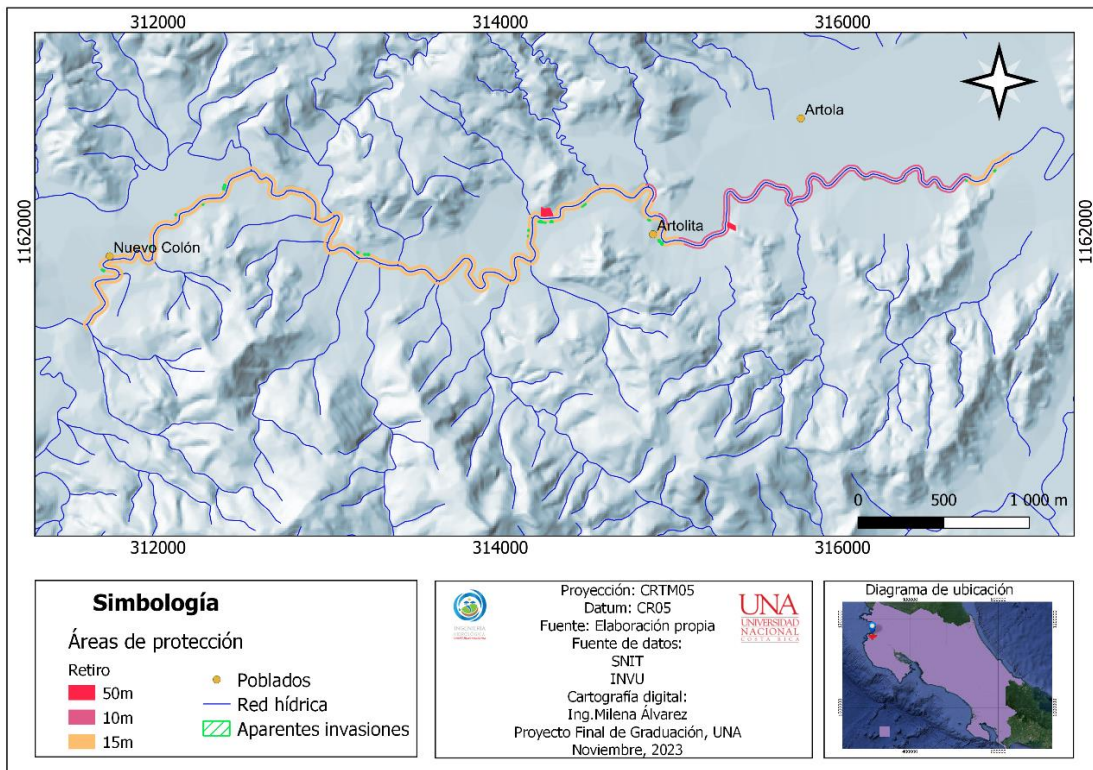 312000
314000
316000
1162000
1162000
Artola
Artolita
Nuevo Colón
0 500 1 000 m
312000
314000
316000
Simbología
Áreas de protección
Retiro
50m
10m
15m
Poblados
Red hídrica
Aparentes invasiones
Proyección: CRTM05
Datum: CR05
Fuente: Elaboración propia
Fuente de datos:
SNIT
INVU
Cartografía digital:
Ing.Milena Álvarez
Proyecto Final de Graduación, UNA
Noviembre, 2023
UNA
UNIVERSIDAD
NACIONAL
COSTA RICA
Diagrama de ubicación